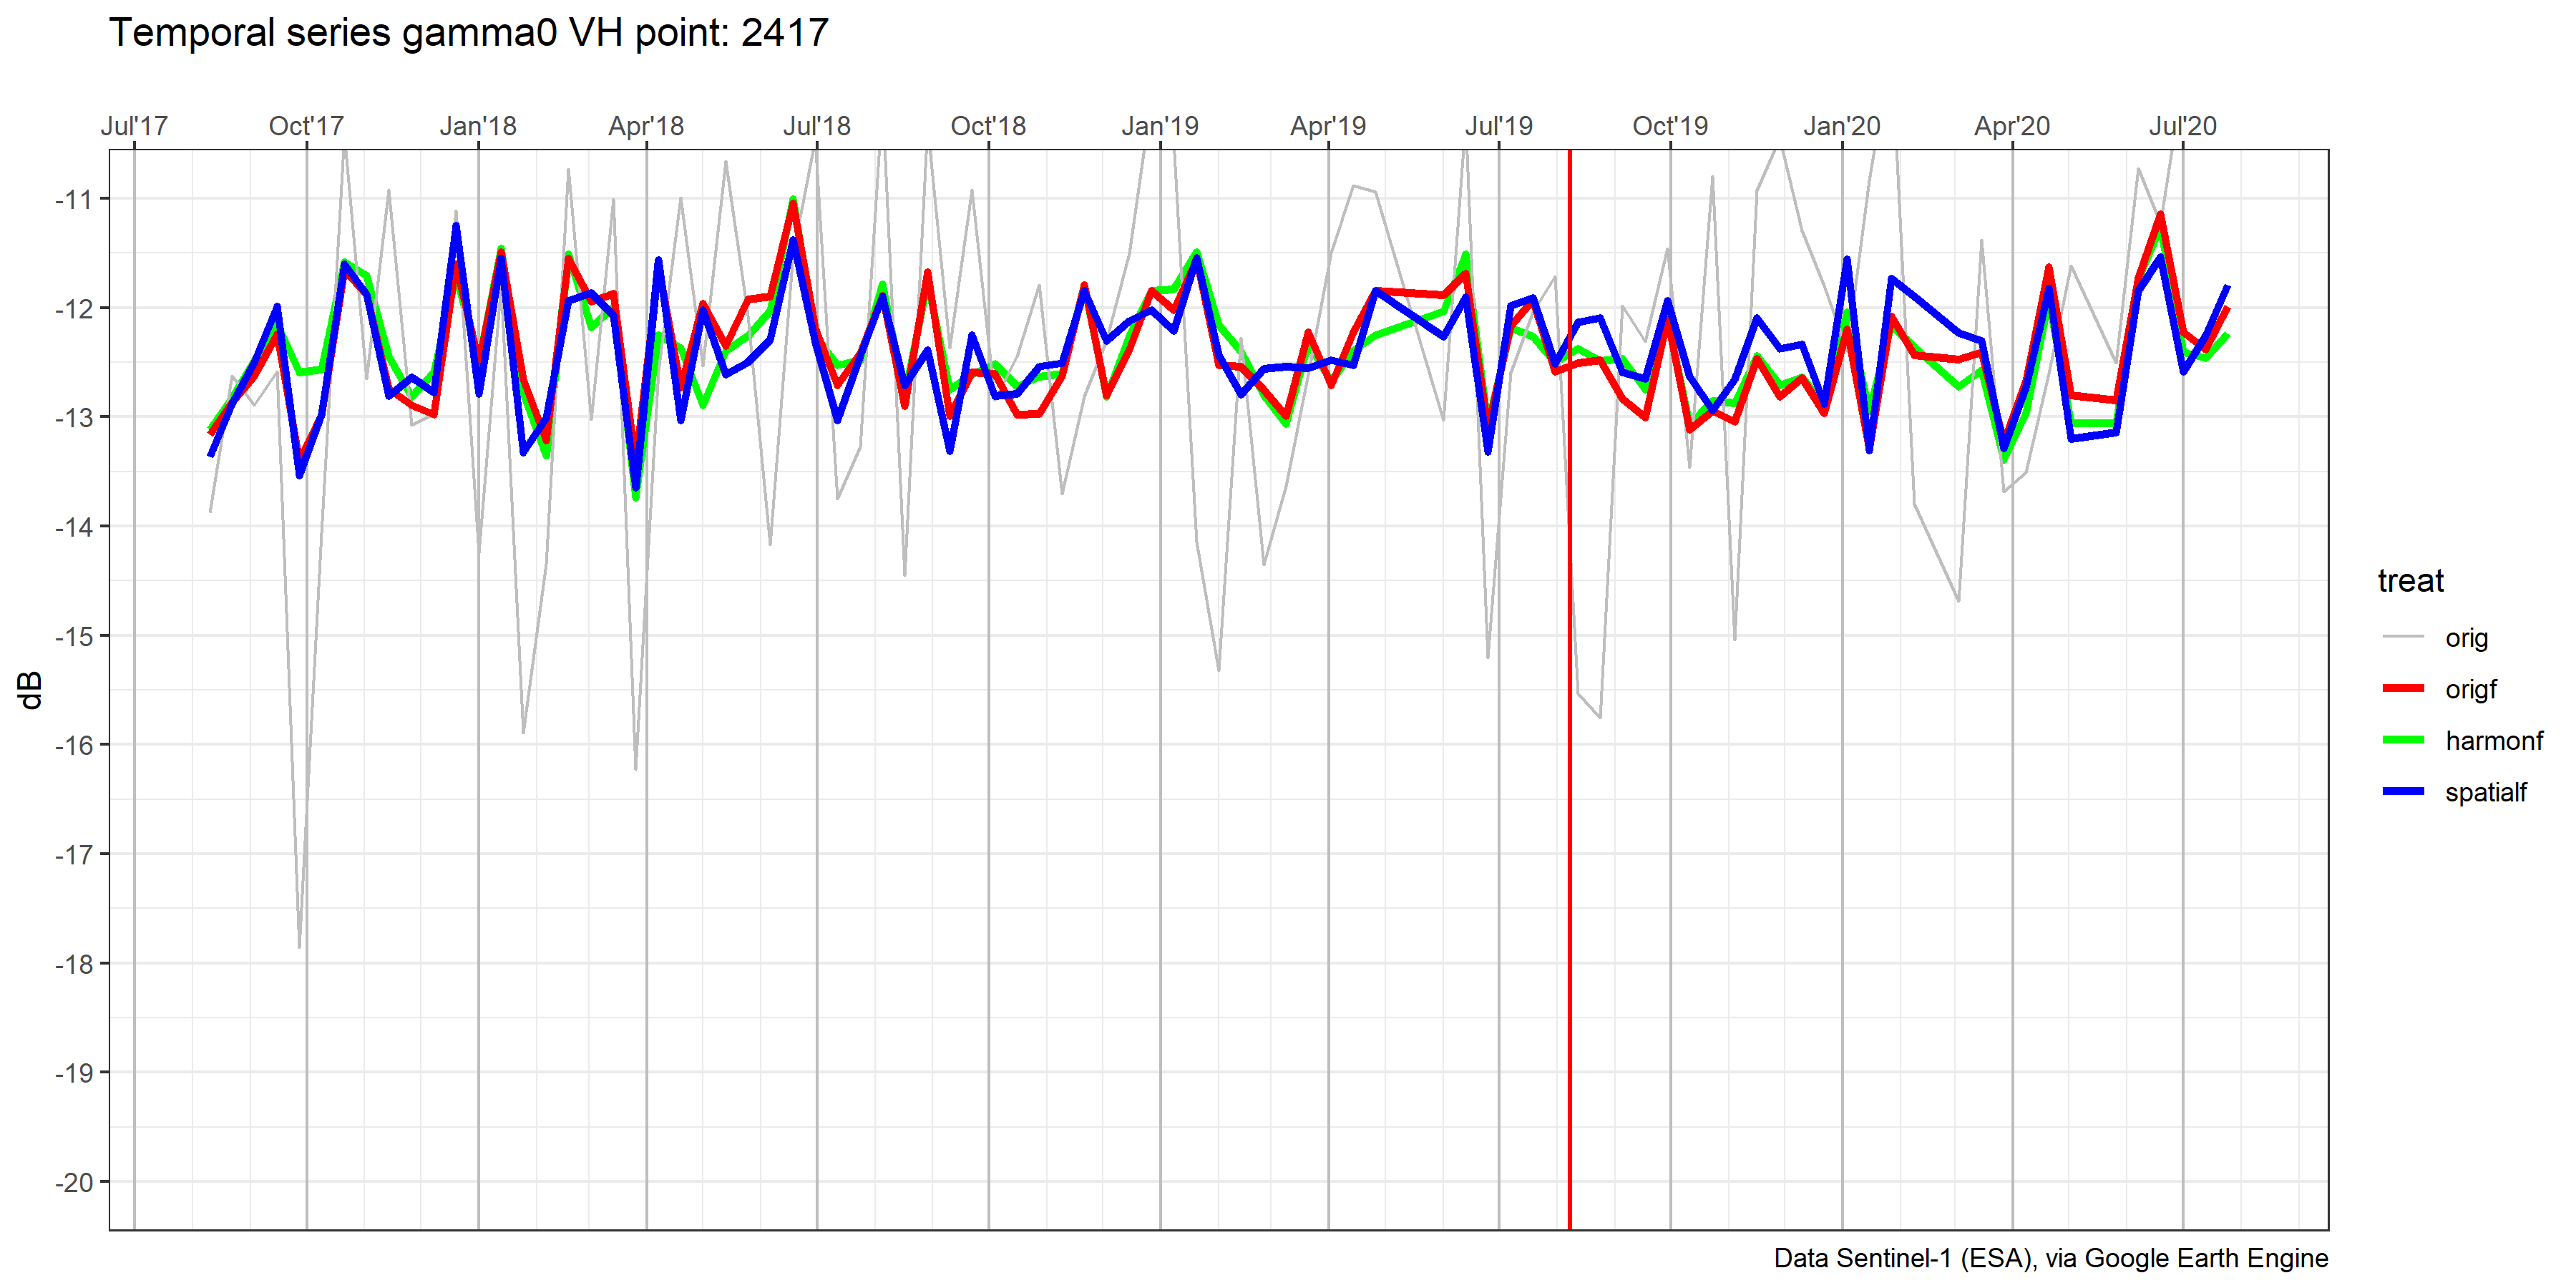 Temporal series gamma0 VH point: 2417
Jul'17 Oct'17 Jan'18 Apr'18 Jul'18 Oct'18 Jan'19 Apr'19 Jul'19 Oct'19 Jan'20 Apr'20 Jul'20
-11
-12
-13
-14
-15
-16
-17
-18
-19
-20
dB
treat
orig
origf
harmonf
spatialf
Data Sentinel-1 (ESA), via Google Earth Engine